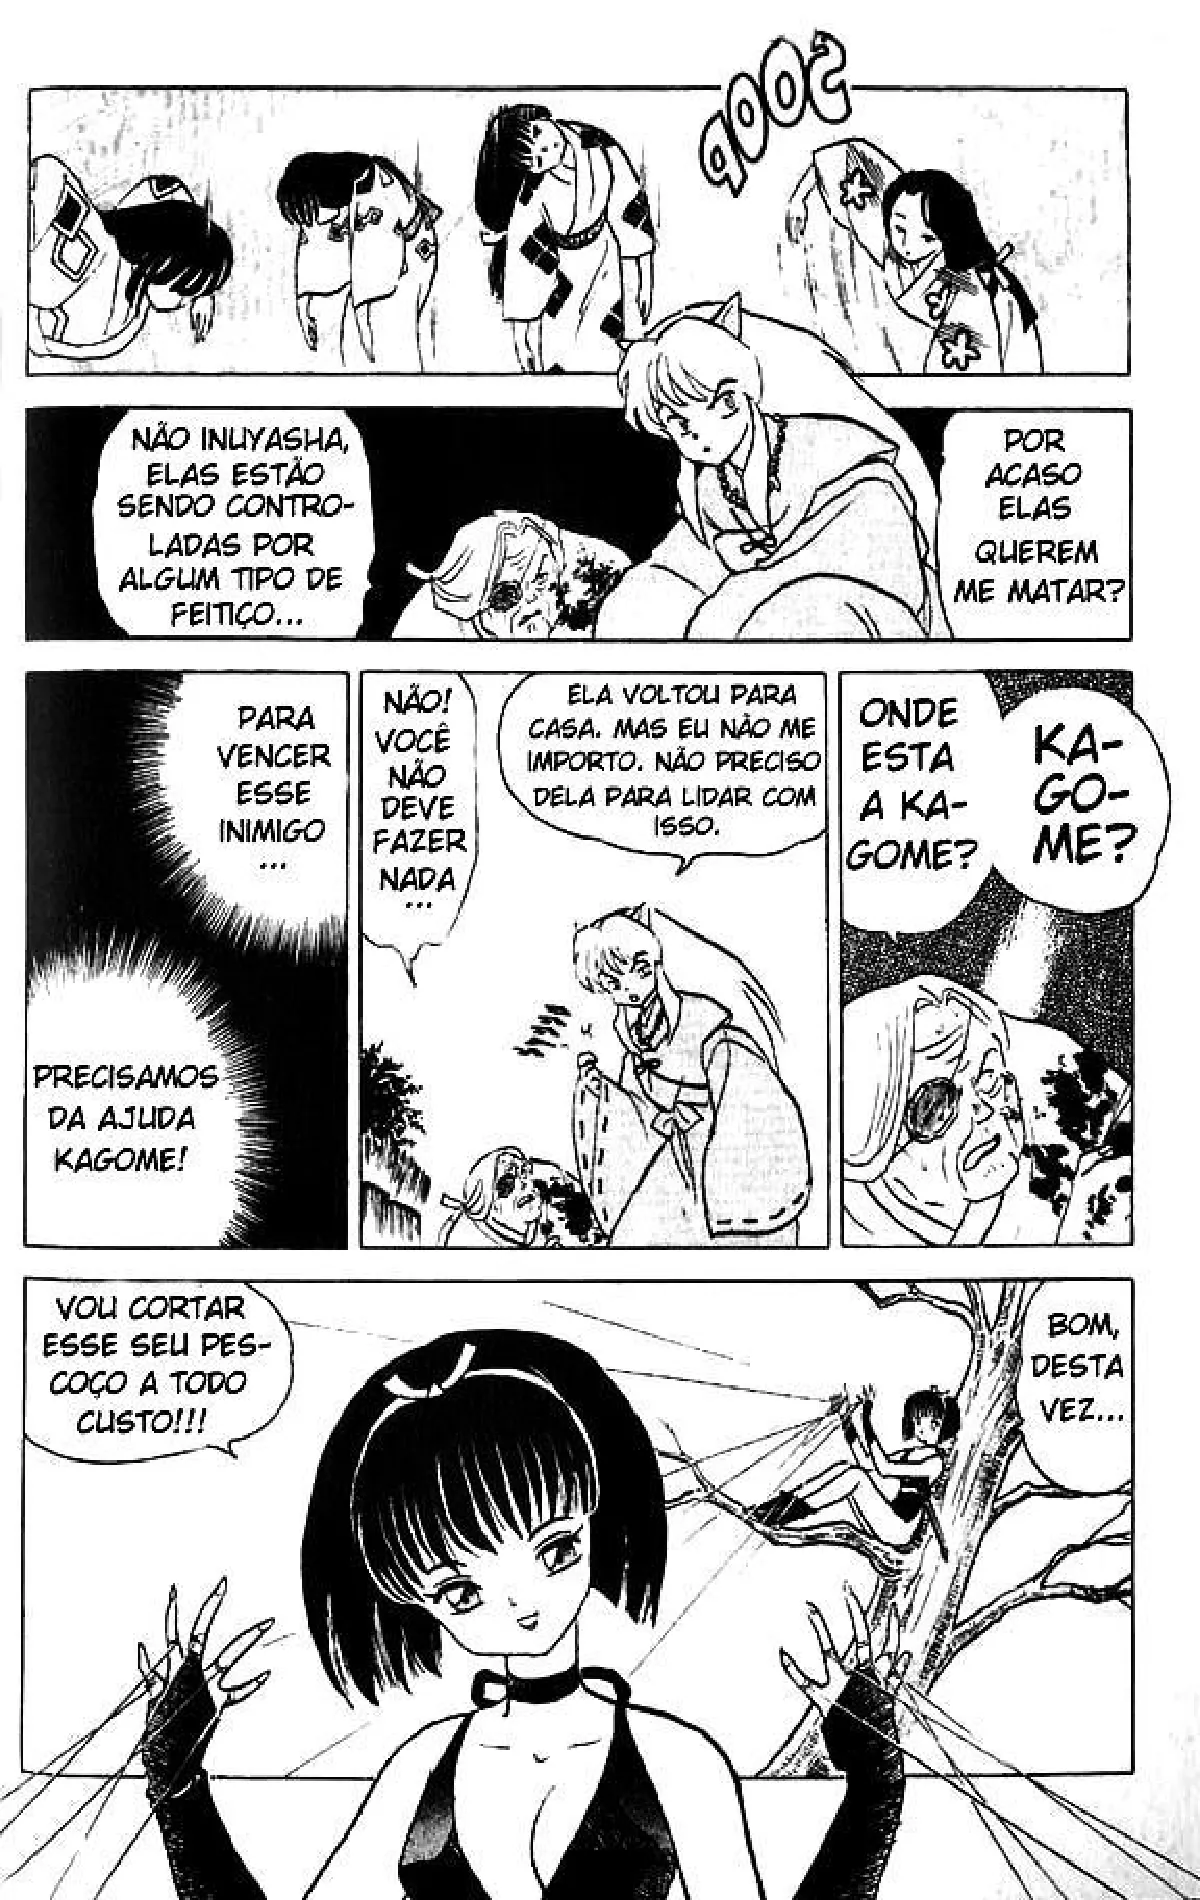 POR
ACASO
ELAS
QUEREM
ME MATAR?
NÃO INUYASHA,
ELAS ESTÃO
SENDO CONTRO-
LADAS POR
ALGUM TIPO DE
FEITIÇO...
KA-
GO-
ME?
ONDE
ESTA
A KA-
GOME?
ELA VOLTOU PARA
CASA. MAS EU NÃO ME
IMPORTO. NÃO PRECISO
DELA PARA LIDAR COM
ISSO.
NÃO!
VOCÊ
NÃO
DEVE
FAZER
NADA
...
PARA
VENCER
ESSE
INIMIGO
...
PRECISAMOS
DA AJUDA
KAGOME!
BOM,
DESTA
VEZ...
VOU CORTAR
ESSE SEU PES-
COÇO A TODO
CUSTO!!!